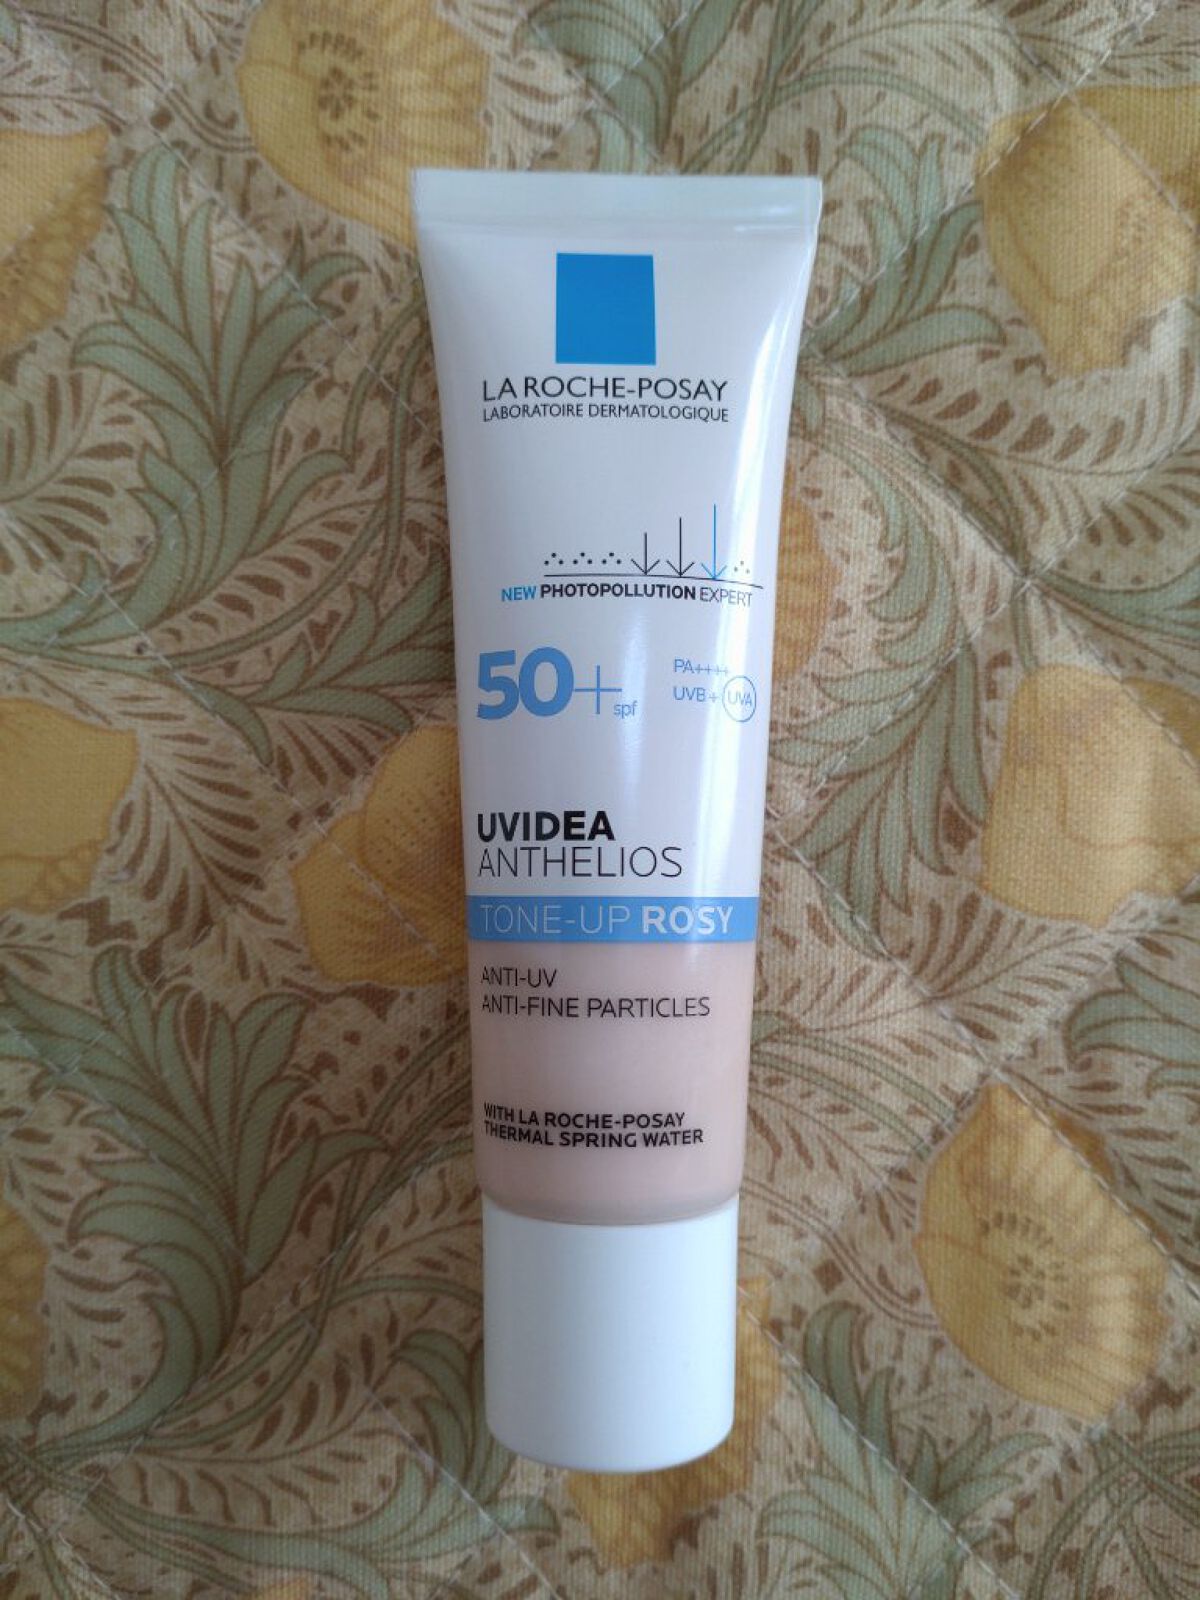 LA ROCHE-POSAY
LABORATOIRE DERMATOLOGIQUE
NEW PHOTOPOLLUTION EXPERT
50+ spf
PA++++
UVB+ UVA
UVIDEA
ANTHELIOS
TONE-UP ROSY
ANTI-UV
ANTI-FINE PARTICLES
WITH LA ROCHE-POSAY
THERMAL SPRING WATER